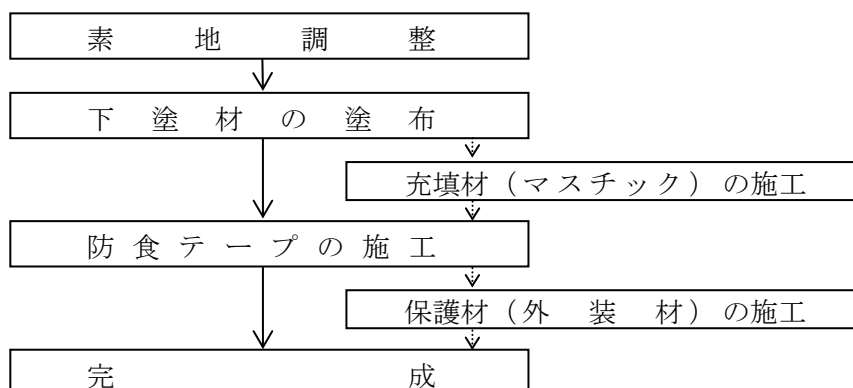 素地調整
下塗材の塗布
充填材（マスチック）の施工
防食テープの施工
保護材（外装材）の施工
完成